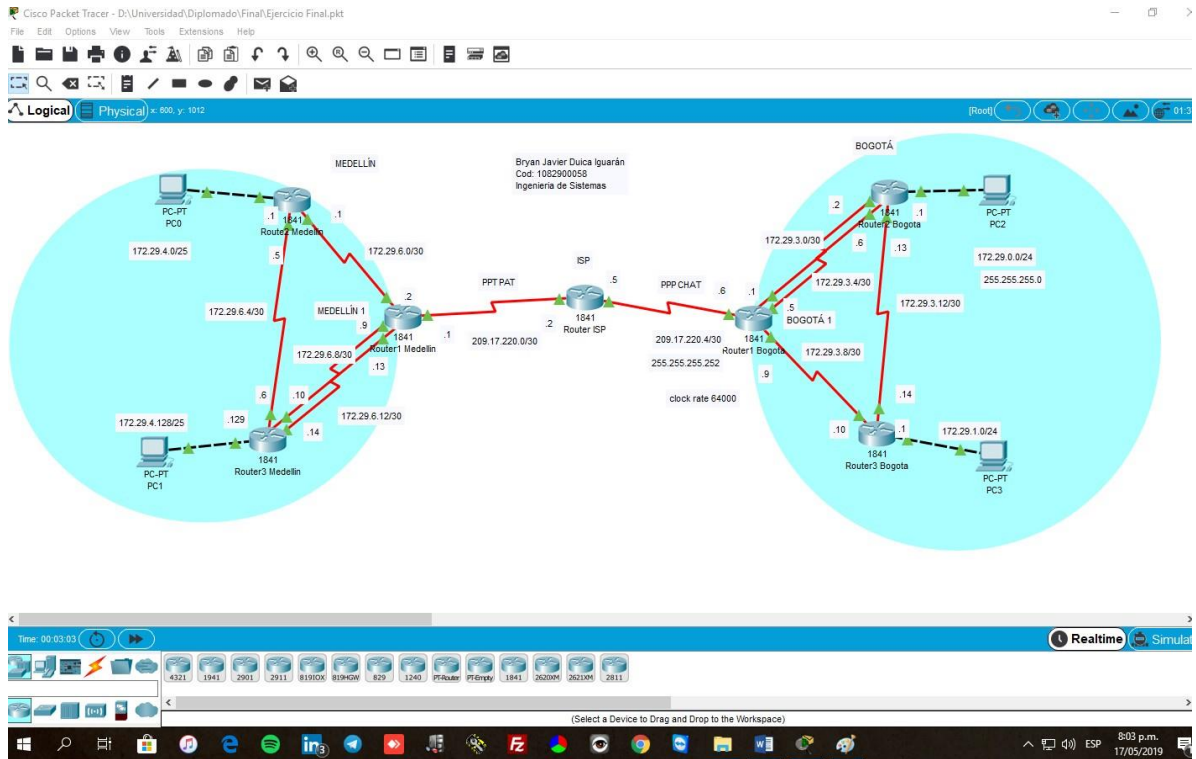 Cisco Packet Tracer - D:\Universidad\Diplomado\Final\Ejercicio Final.pkt
File Edit Options View Tools Extensions Help
Logical
Physical
x: 600, y: 1012
[Root]
01:3
MEDELLÍN
Bryan Javier Duica Iguarán
Cod: 1082900058
Ingenieria de Sistemas
BOGOTÁ
PC-PT
PC0
.1
1841
Router2 Medellin
.1
172.29.4.0/25
.5
172.29.6.0/30
.2
172.29.6.4/30
MEDELLÍN 1
.9
1841
Router1 Medellin
.1
172.29.6.8/30
.13
.6
.10
172.29.6.12/30
172.29.4.128/25
.129
.14
1841
Router3 Medellin
PC-PT
PC1
PPT PAT
ISP
.5
1841
Router ISP
.2
209.17.220.0/30
PPP CHAT
.6
.1
209.17.220.4/30
255.255.255.252
clock rate 64000
.5
BOGOTÁ 1
1841
Router1 Bogota
.9
.2
1841
Router2 Bogota
.1
PC-PT
PC2
172.29.3.0/30
.6
.13
172.29.0.0/24
255.255.255.0
172.29.3.4/30
172.29.3.12/30
172.29.3.8/30
.14
.10
.1
172.29.1.0/24
1841
Router3 Bogota
PC-PT
PC3
Time: 00:03:03
Realtime
Simulat
4321 1941 2901 2911 819IOX 819HGW 829 1240 PT-Router PT-Empty 1841 2620XM 2621XM 2811
(Select a Device to Drag and Drop to the Workspace)
ESP
8:03 p.m.
17/05/2019